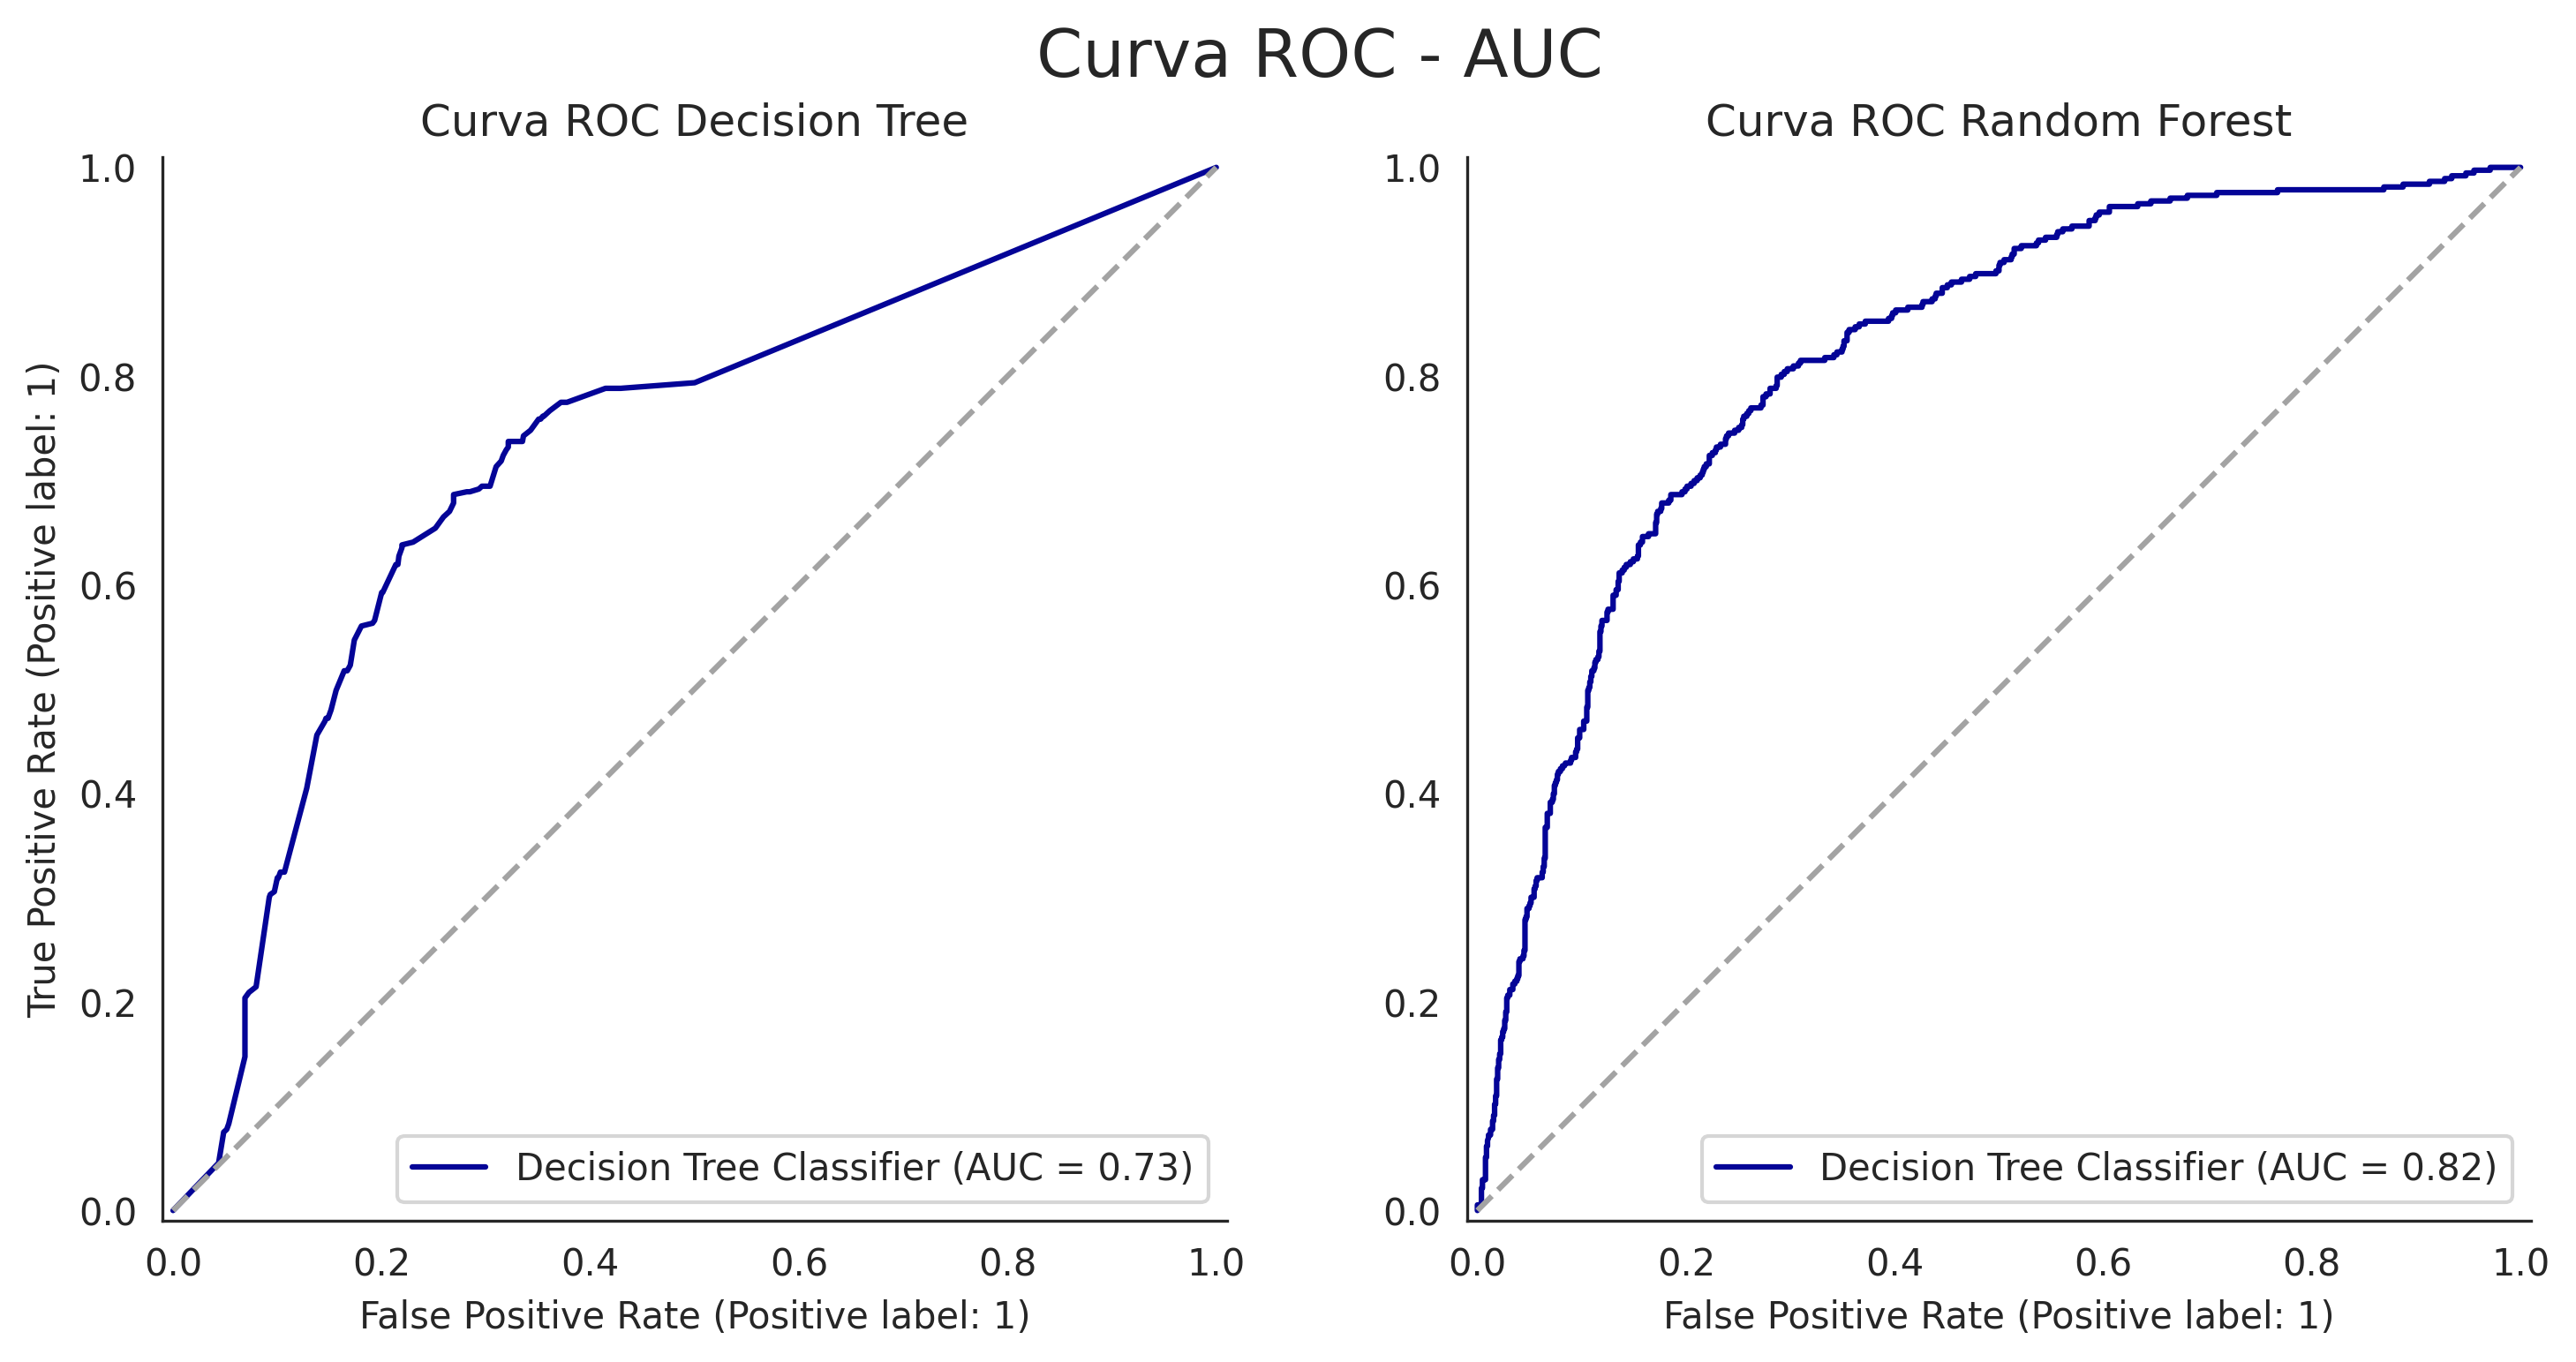 Curva ROC - AUC
Curva ROC Decision Tree
True Positive Rate (Positive label: 1)
1.0
0.8
0.6
0.4
0.2
0.0
Decision Tree Classifier (AUC = 0.73)
0.0 0.2 0.4 0.6 0.8 1.0
False Positive Rate (Positive label: 1)
Curva ROC Random Forest
1.0
0.8
0.6
0.4
0.2
0.0
Decision Tree Classifier (AUC = 0.82)
0.0 0.2 0.4 0.6 0.8 1.0
False Positive Rate (Positive label: 1)